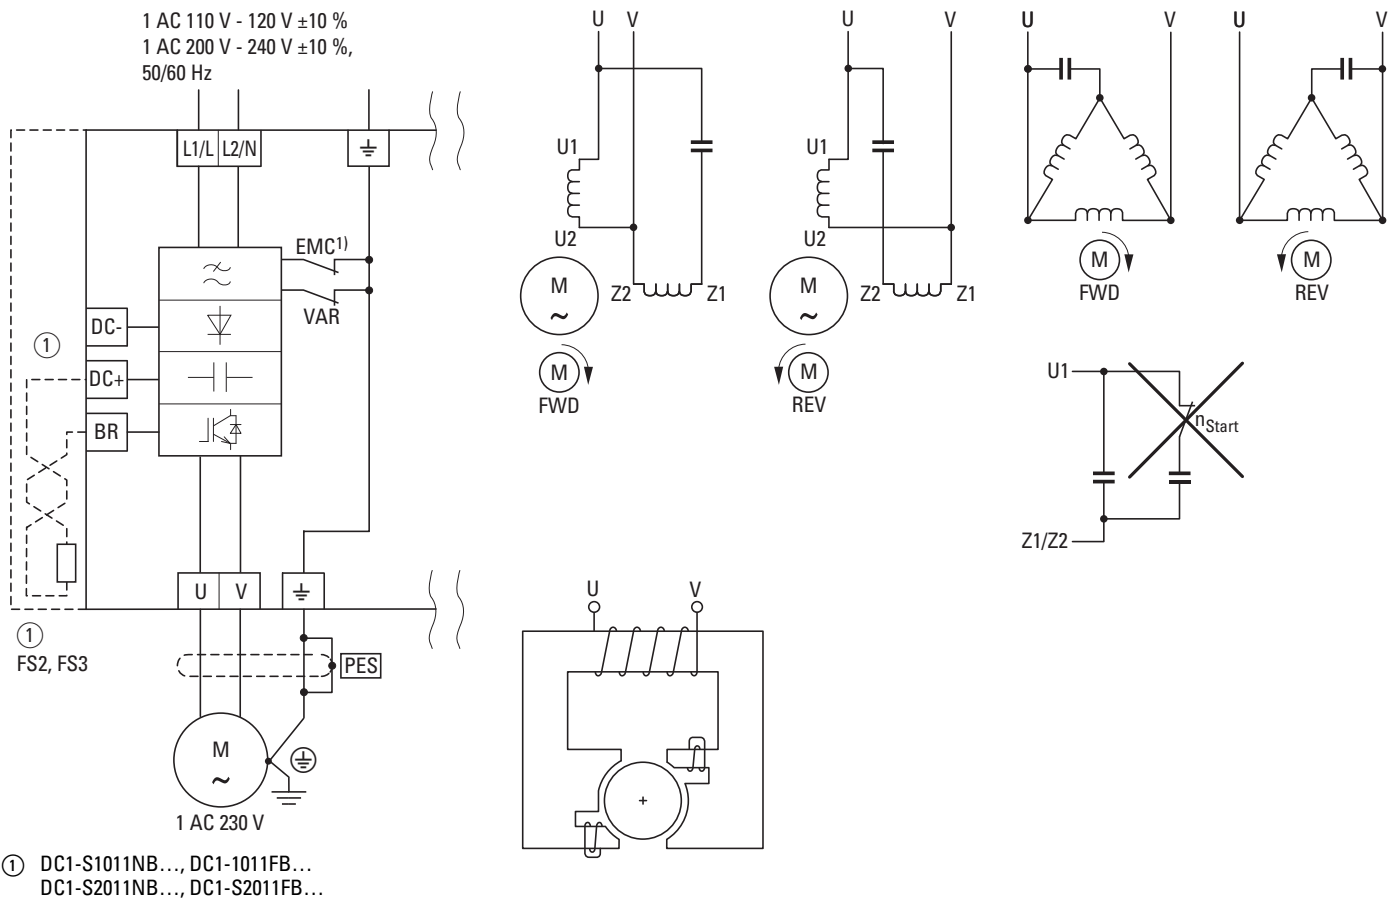 1 AC 110 V - 120 V ±10 %
1 AC 200 V - 240 V ±10 %,
50/60 Hz
L1/L L2/N
EMC1)
VAR
DC-
①
DC+
BR
U V
①
FS2, FS3
PES
M
~
1 AC 230 V
① DC1-S1011NB…, DC1-1011FB…
DC1-S2011NB…, DC1-S2011FB…
U V
U1
U2
M
~
Z2 Z1
M
FWD
U V
U1
U2
M
~
Z2 Z1
M
REV
U V
M
FWD
U V
M
REV
U1
nStart
Z1/Z2
U V